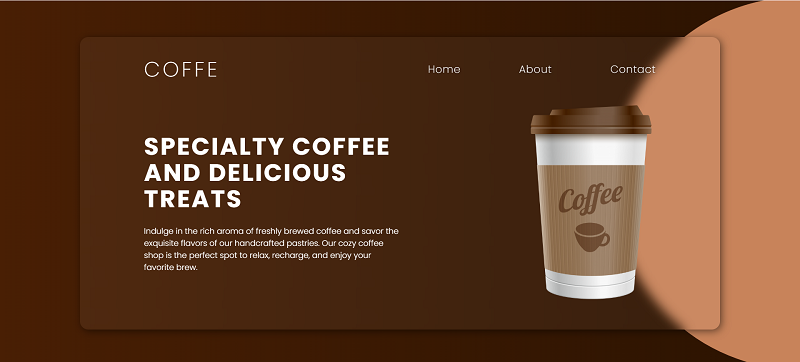 COFFE
Home About Contact
SPECIALTY COFFEE
AND DELICIOUS
TREATS
Indulge in the rich aroma of freshly brewed coffee and savor the
exquisite flavors of our handcrafted pastries. Our cozy coffee
shop is the perfect spot to relax, recharge, and enjoy your
favorite brew.
Coffee